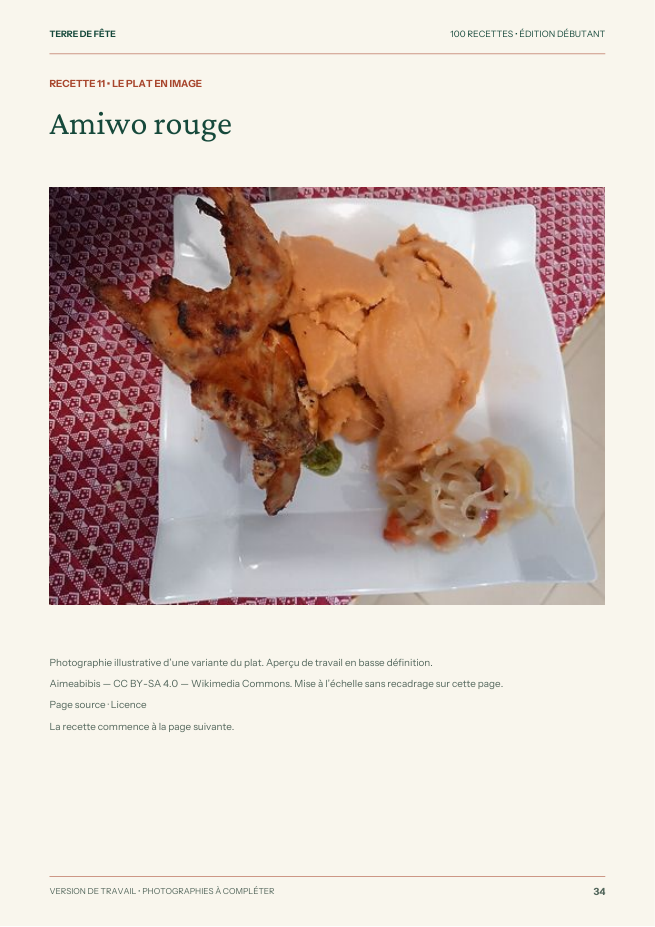 TERRE DE FÊTE
100 RECETTES • ÉDITION DÉBUTANT
RECETTE 11 • LE PLAT EN IMAGE
Amiwo rouge
Photographie illustrative d’une variante du plat. Aperçu de travail en basse définition.
Aimeabibis — CC BY-SA 4.0 — Wikimedia Commons. Mise à l’échelle sans recadrage sur cette page.
Page source · Licence
La recette commence à la page suivante.
VERSION DE TRAVAIL • PHOTOGRAPHIES À COMPLÉTER
34